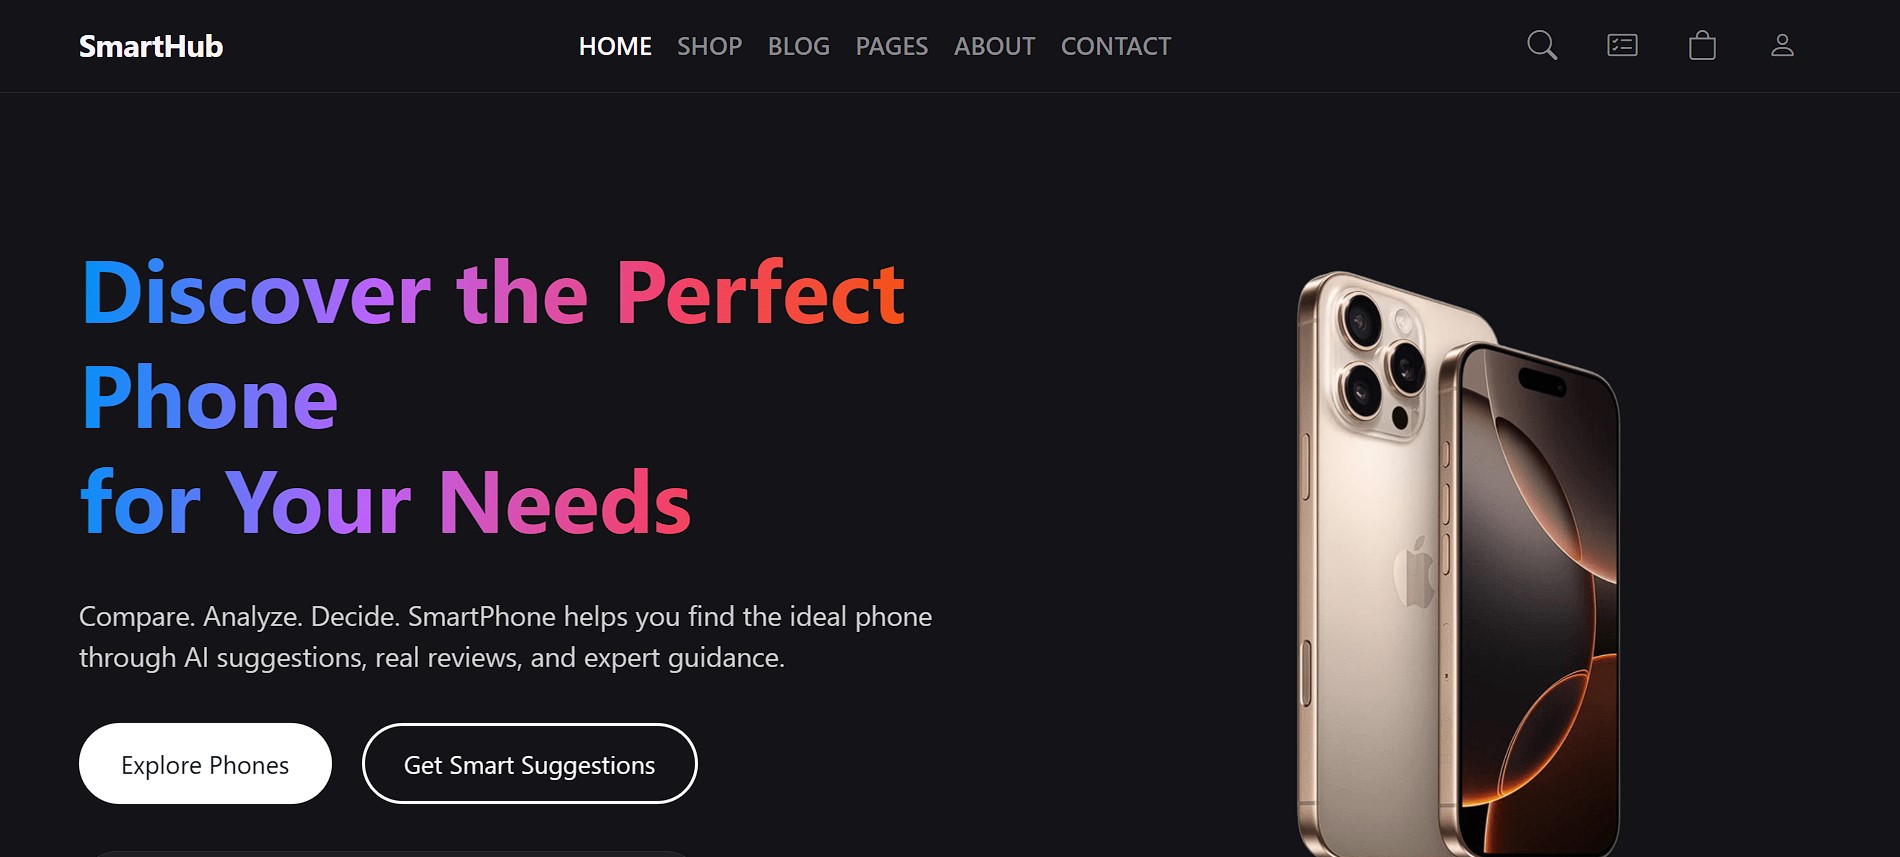 SmartHub
HOME SHOP BLOG PAGES ABOUT CONTACT
Discover the Perfect
Phone
for Your Needs
Compare. Analyze. Decide. SmartPhone helps you find the ideal phone
through AI suggestions, real reviews, and expert guidance.
Explore Phones
Get Smart Suggestions